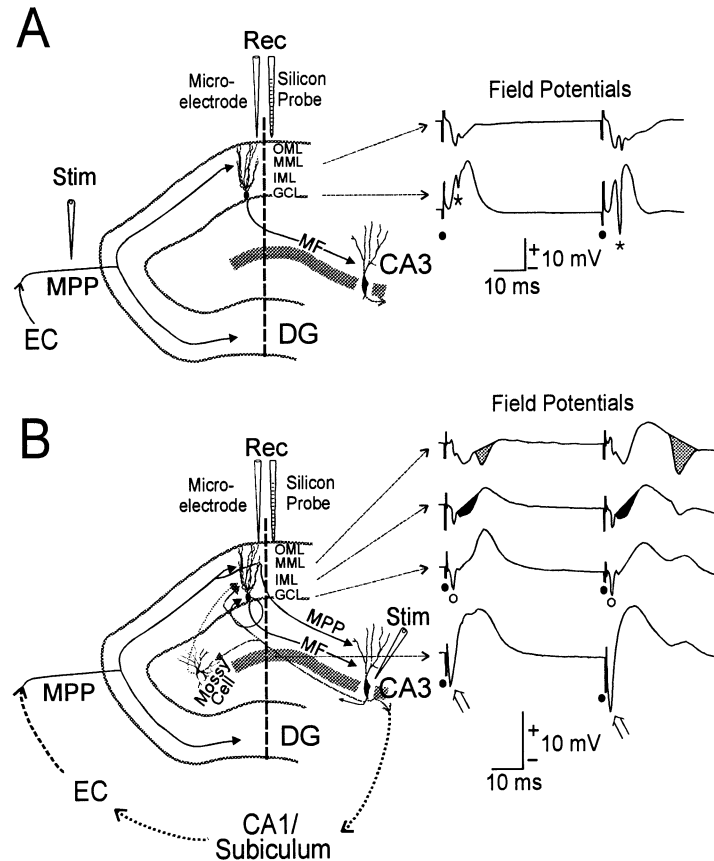 A
Rec
Micro-
electrode
Silicon
Probe
Field Potentials
OML
MML
IML
GCL
Stim
MF
CA3
*
*
+
−
10 mV
10 ms
MPP
EC
DG
B
Field Potentials
Rec
Micro-
electrode
Silicon
Probe
OML
MML
IML
GCL
MPP
Stim
MF
Mossy
Cell
CA3
MPP
DG
+
−
10 mV
10 ms
EC
CA1/
Subiculum